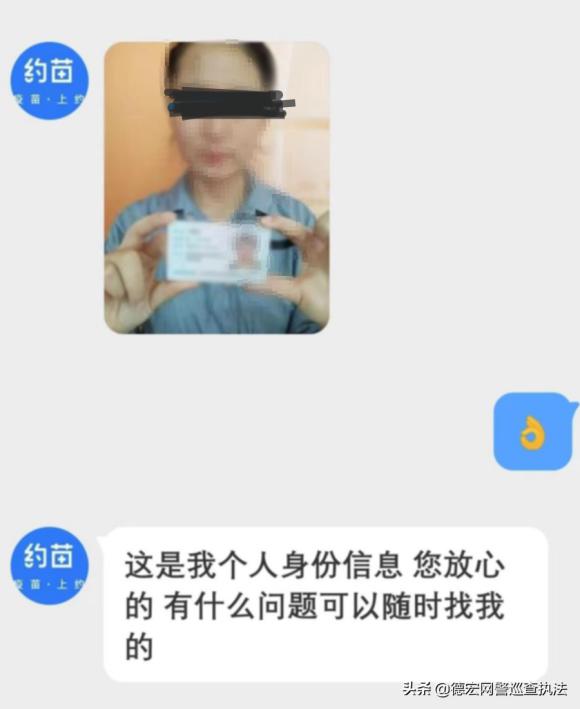 约苗
疫苗·上约
约苗
疫苗·上约
这是我个人身份信息 您放心
的 有什么问题可以随时找我
的
头条 @德宏网警巡查执法